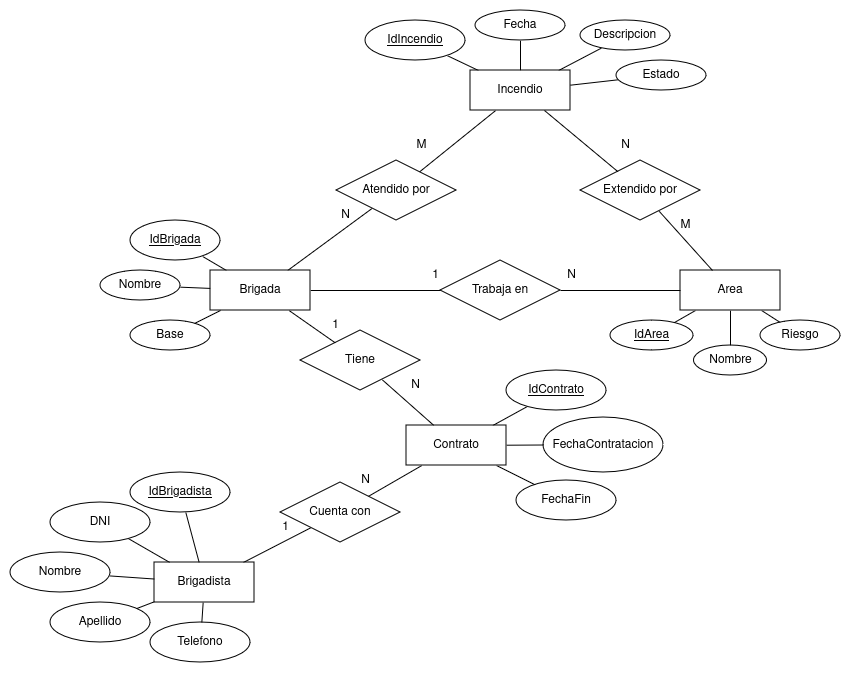 Fecha
IdIncendio
Descripcion
Estado
Incendio
M
N
Atendido por
Extendido por
N
M
IdBrigada
Nombre
Brigada
1
Trabaja en
N
Area
Base
1
IdArea
Riesgo
Nombre
Tiene
N
IdContrato
Contrato
FechaContratacion
N
FechaFin
IdBrigadista
Cuenta con
DNI
1
Nombre
Brigadista
Apellido
Telefono